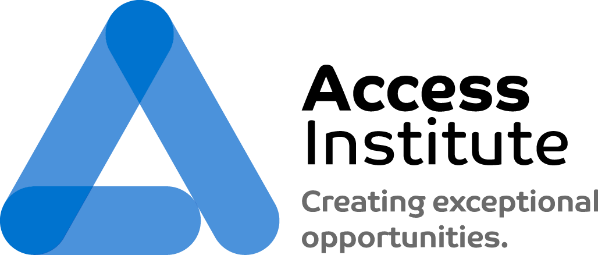 Access
Institute
Creating exceptional
opportunities.